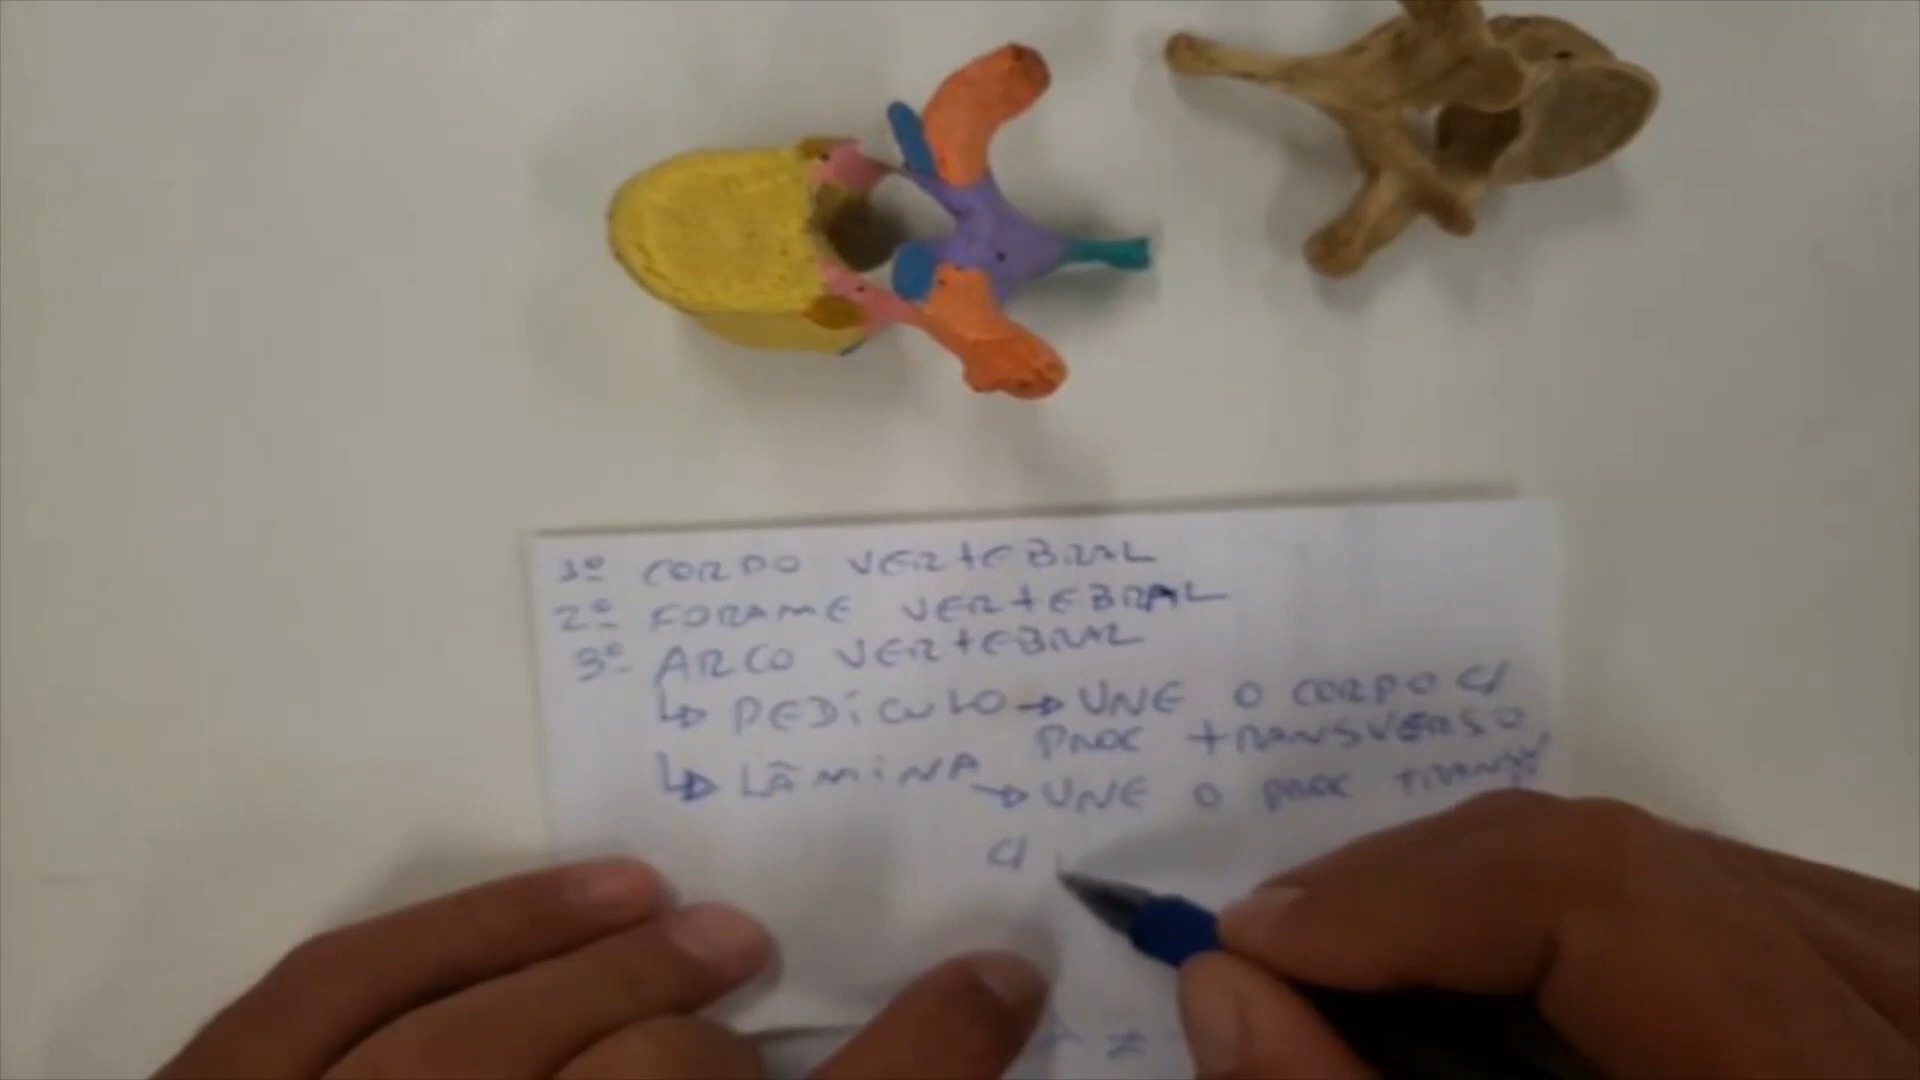 1º CORPO VERTEBRAL
2º FORAME VERTEBRAL
3º ARCO VERTEBRAL
↳ PEDÍCULO → UNE O CORPO C/
PROC TRANSVERSO
↳ LÂMINA → UNE O PROC TRANSV
C/